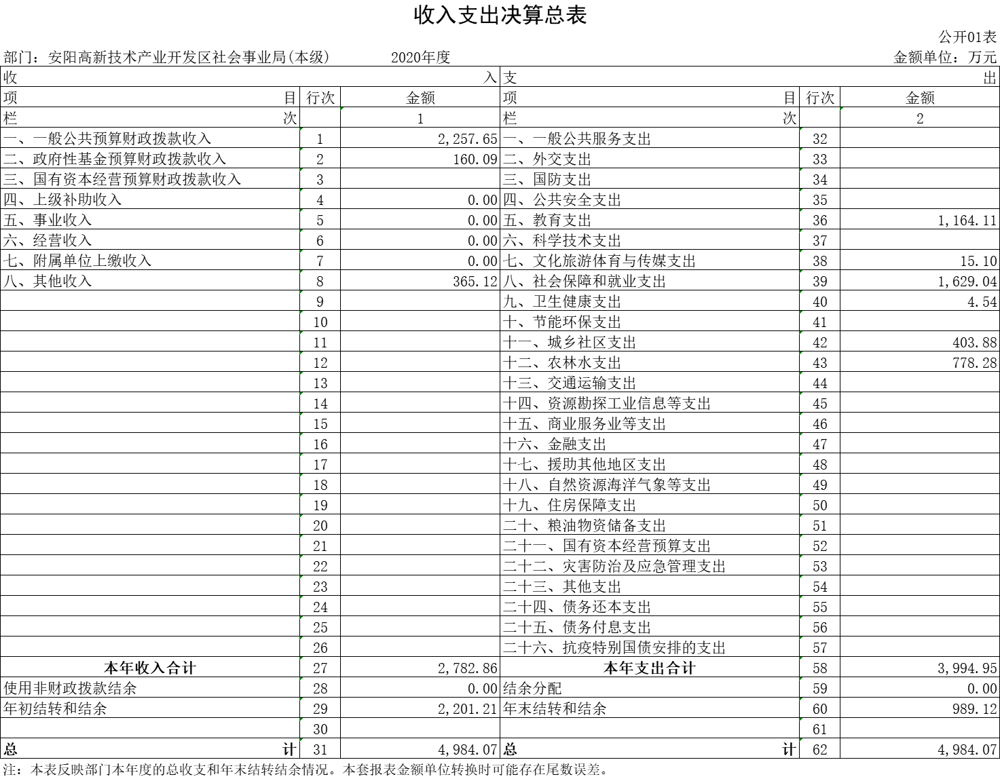 收入支出决算总表
公开01表
部门：安阳高新技术产业开发区社会事业局(本级) 2020年度 金额单位：万元
收 入 支 出
项 目 行次 金额 项 目 行次 金额
栏 次 1 栏 次 2
一、一般公共预算财政拨款收入 1 2,257.65 一、一般公共服务支出 32
二、政府性基金预算财政拨款收入 2 160.09 二、外交支出 33
三、国有资本经营预算财政拨款收入 3 三、国防支出 34
四、上级补助收入 4 0.00 四、公共安全支出 35
五、事业收入 5 0.00 五、教育支出 36 1,164.11
六、经营收入 6 0.00 六、科学技术支出 37
七、附属单位上缴收入 7 0.00 七、文化旅游体育与传媒支出 38 15.10
八、其他收入 8 365.12 八、社会保障和就业支出 39 1,629.04
9 九、卫生健康支出 40 4.54
10 十、节能环保支出 41
11 十一、城乡社区支出 42 403.88
12 十二、农林水支出 43 778.28
13 十三、交通运输支出 44
14 十四、资源勘探工业信息等支出 45
15 十五、商业服务业等支出 46
16 十六、金融支出 47
17 十七、援助其他地区支出 48
18 十八、自然资源海洋气象等支出 49
19 十九、住房保障支出 50
20 二十、粮油物资储备支出 51
21 二十一、国有资本经营预算支出 52
22 二十二、灾害防治及应急管理支出 53
23 二十三、其他支出 54
24 二十四、债务还本支出 55
25 二十五、债务付息支出 56
26 二十六、抗疫特别国债安排的支出 57
本年收入合计 27 2,782.86 本年支出合计 58 3,994.95
使用非财政拨款结余 28 0.00 结余分配 59 0.00
年初结转和结余 29 2,201.21 年末结转和结余 60 989.12
30 61
总 计 31 4,984.07 总 计 62 4,984.07
注：本表反映部门本年度的总收支和年末结转结余情况。本套报表金额单位转换时可能存在尾数误差。